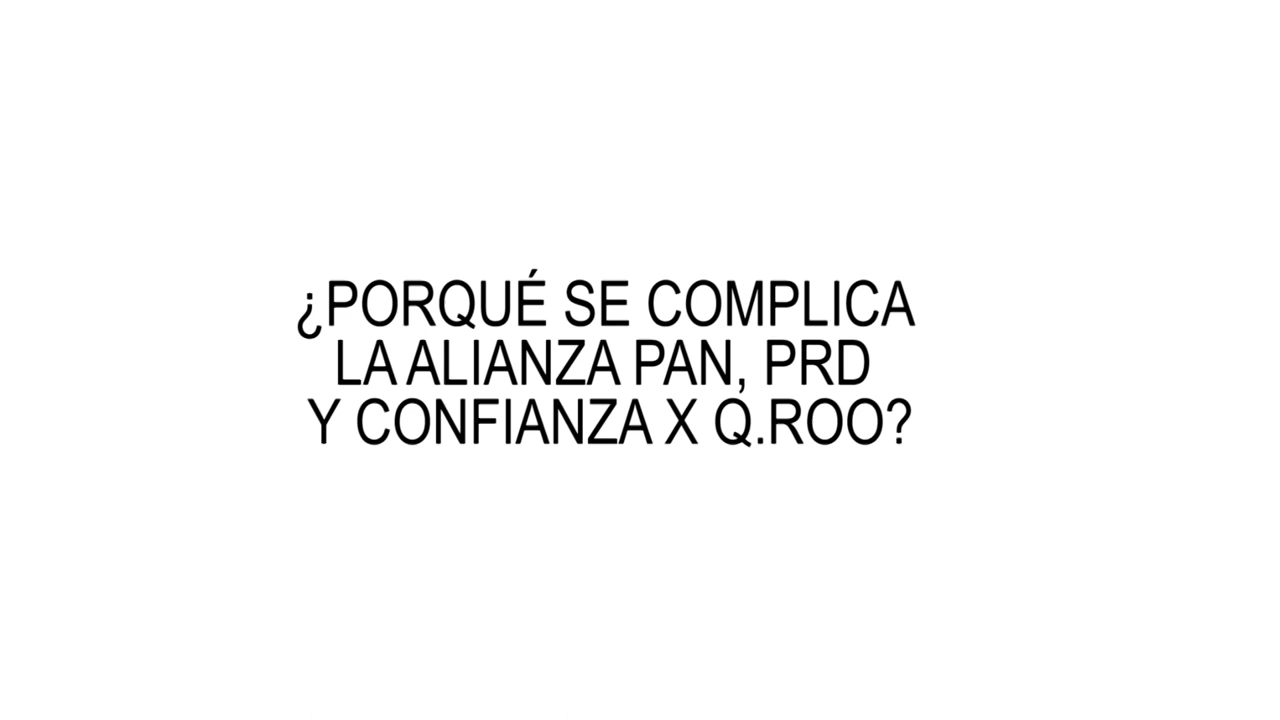 ¿PORQUÉ SE COMPLICA
LA ALIANZA PAN, PRD
Y CONFIANZA X Q.ROO?